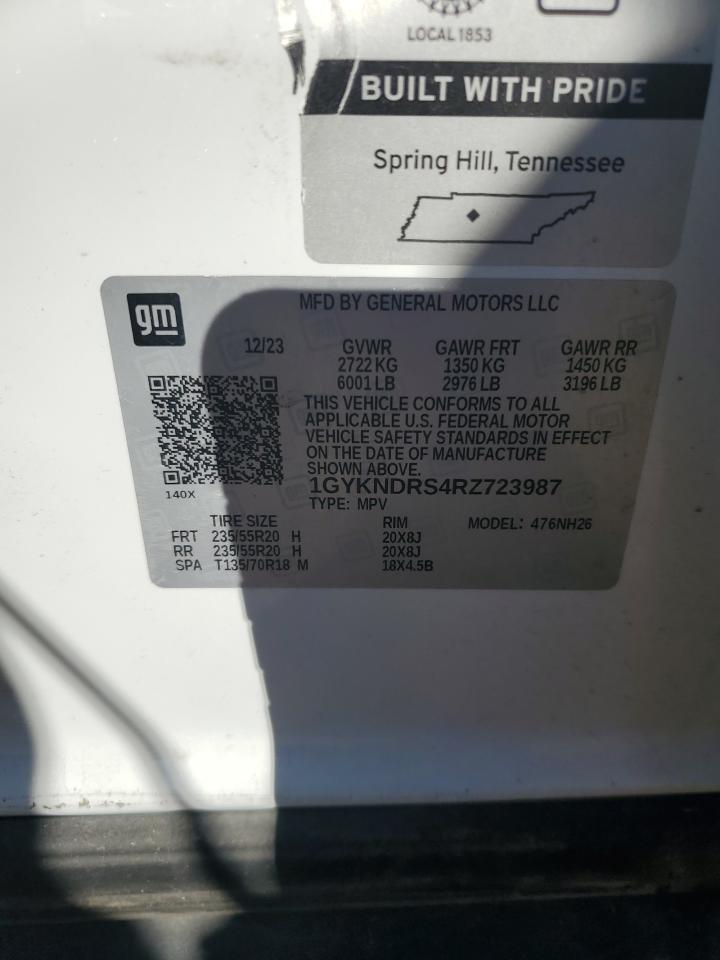 LOCAL 1853
BUILT WITH PRIDE
Spring Hill, Tennessee
gm
MFD BY GENERAL MOTORS LLC
12/23 GVWR GAWR FRT GAWR RR
2722 KG 1350 KG 1450 KG
6001 LB 2976 LB 3196 LB
THIS VEHICLE CONFORMS TO ALL
APPLICABLE U.S. FEDERAL MOTOR
VEHICLE SAFETY STANDARDS IN EFFECT
ON THE DATE OF MANUFACTURE
SHOWN ABOVE.
1GYKNDRS4RZ723987
140X
TYPE: MPV
TIRE SIZE RIM MODEL: 476NH26
FRT 235/55R20 H 20X8J
RR 235/55R20 H 20X8J
SPA T135/70R18 M 18X4.5B